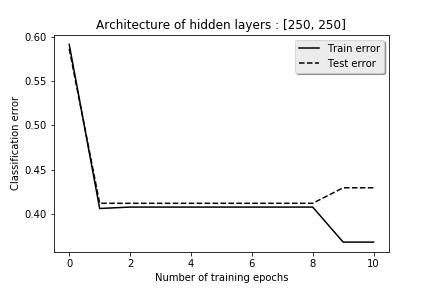 Architecture of hidden layers : [250, 250]
Train error
Test error
Classification error
0.60
0.55
0.50
0.45
0.40
0 2 4 6 8 10
Number of training epochs